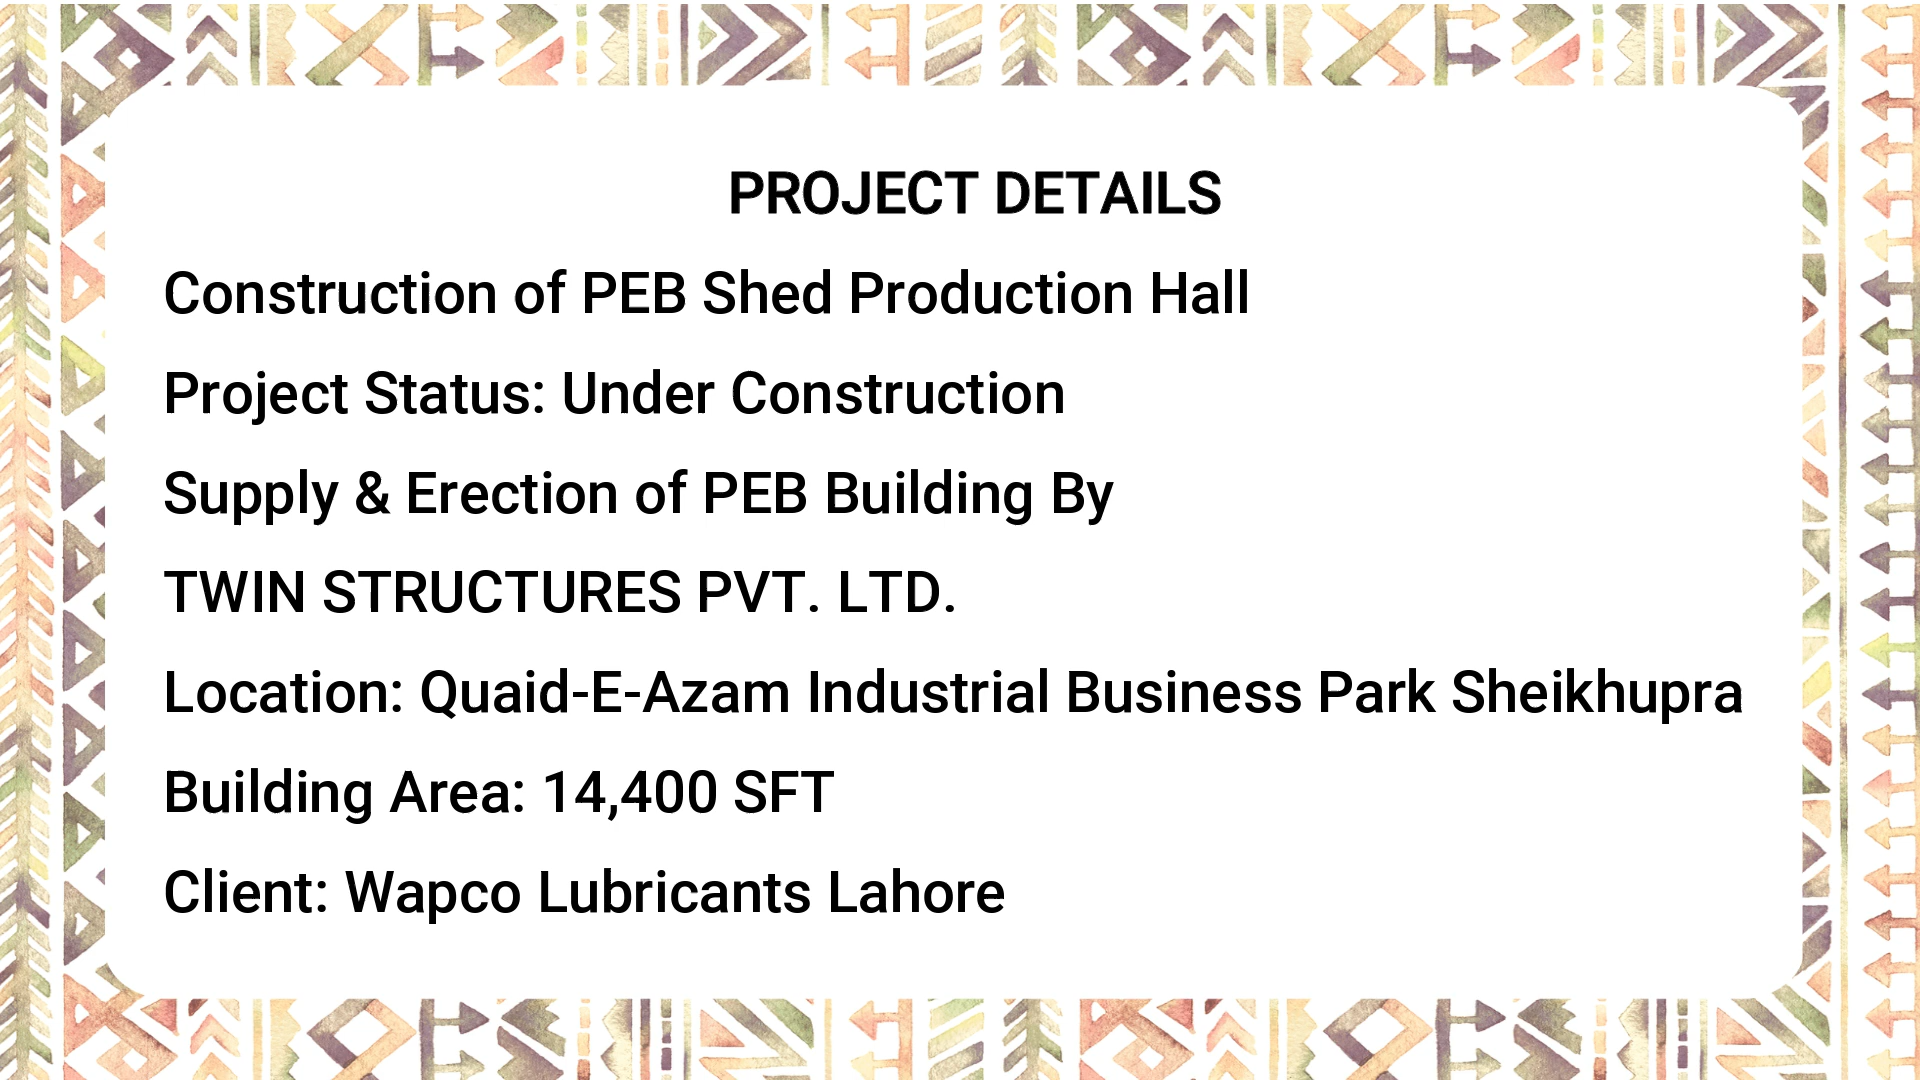 PROJECT DETAILS
Construction of PEB Shed Production Hall
Project Status: Under Construction
Supply & Erection of PEB Building By
TWIN STRUCTURES PVT. LTD.
Location: Quaid-E-Azam Industrial Business Park Sheikhupra
Building Area: 14,400 SFT
Client: Wapco Lubricants Lahore